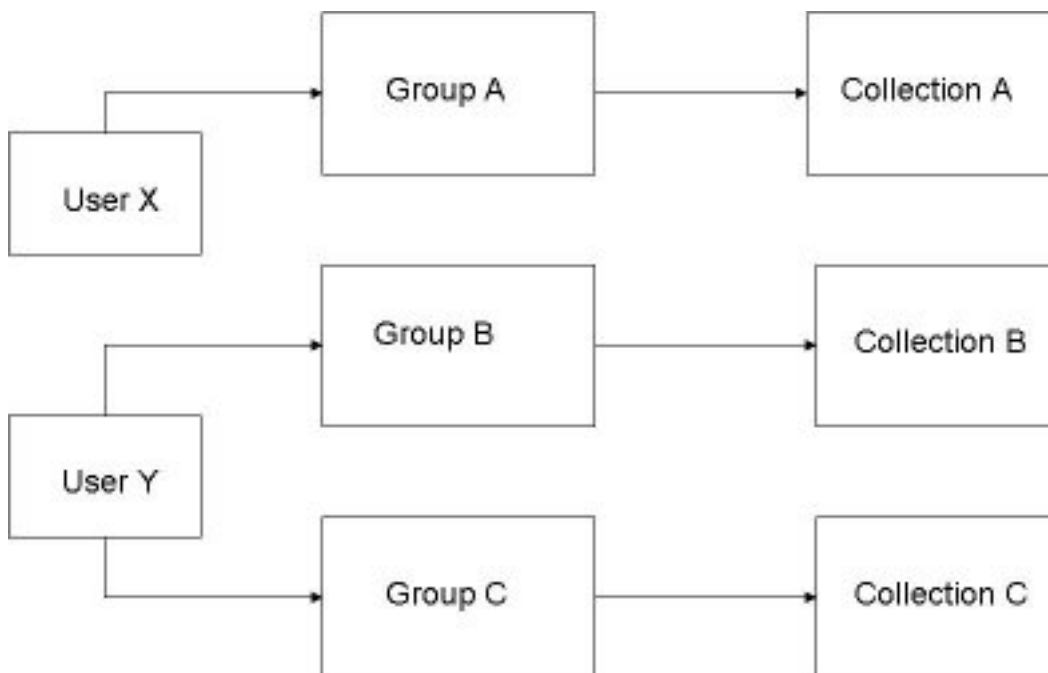 Group A
Collection A
User X
Group B
Collection B
User Y
Group C
Collection C